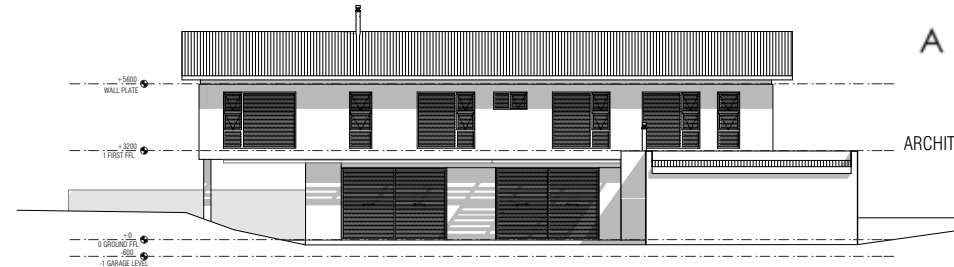 A
+5600
WALL PLATE
ARCHIT
+3200
1 FIRST FFL
+0
0 GROUND FFL
-600
-1 GARAGE LEVEL